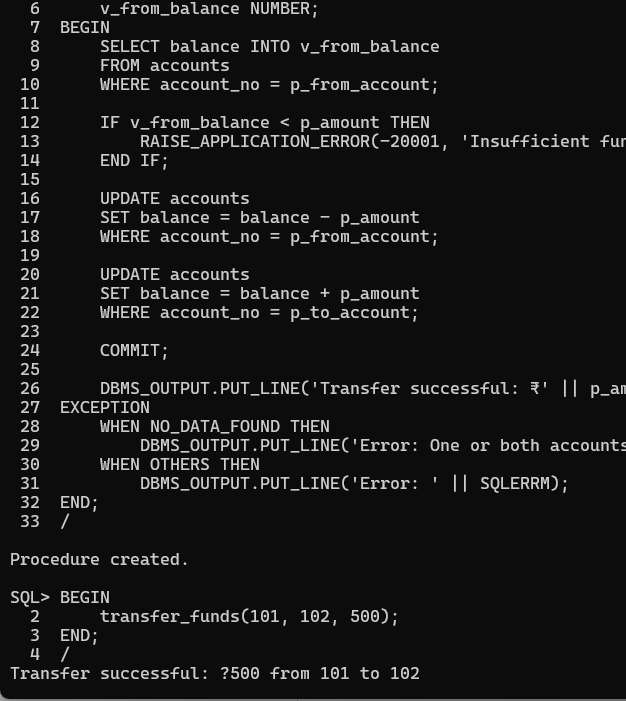 6      v_from_balance NUMBER;
7  BEGIN
8      SELECT balance INTO v_from_balance
9      FROM accounts
10      WHERE account_no = p_from_account;
11
12      IF v_from_balance < p_amount THEN
13          RAISE_APPLICATION_ERROR(-20001, 'Insufficient
14      END IF;
15
16      UPDATE accounts
17      SET balance = balance - p_amount
18      WHERE account_no = p_from_account;
19
20      UPDATE accounts
21      SET balance = balance + p_amount
22      WHERE account_no = p_to_account;
23
24      COMMIT;
25
26      DBMS_OUTPUT.PUT_LINE('Transfer successful: ₹' ||
27  EXCEPTION
28      WHEN NO_DATA_FOUND THEN
29          DBMS_OUTPUT.PUT_LINE('Error: One or both accounts
30      WHEN OTHERS THEN
31          DBMS_OUTPUT.PUT_LINE('Error: ' || SQLERRM);
32  END;
33  /
Procedure created.
SQL> BEGIN
2      transfer_funds(101, 102, 500);
3  END;
4  /
Transfer successful: ?500 from 101 to 102